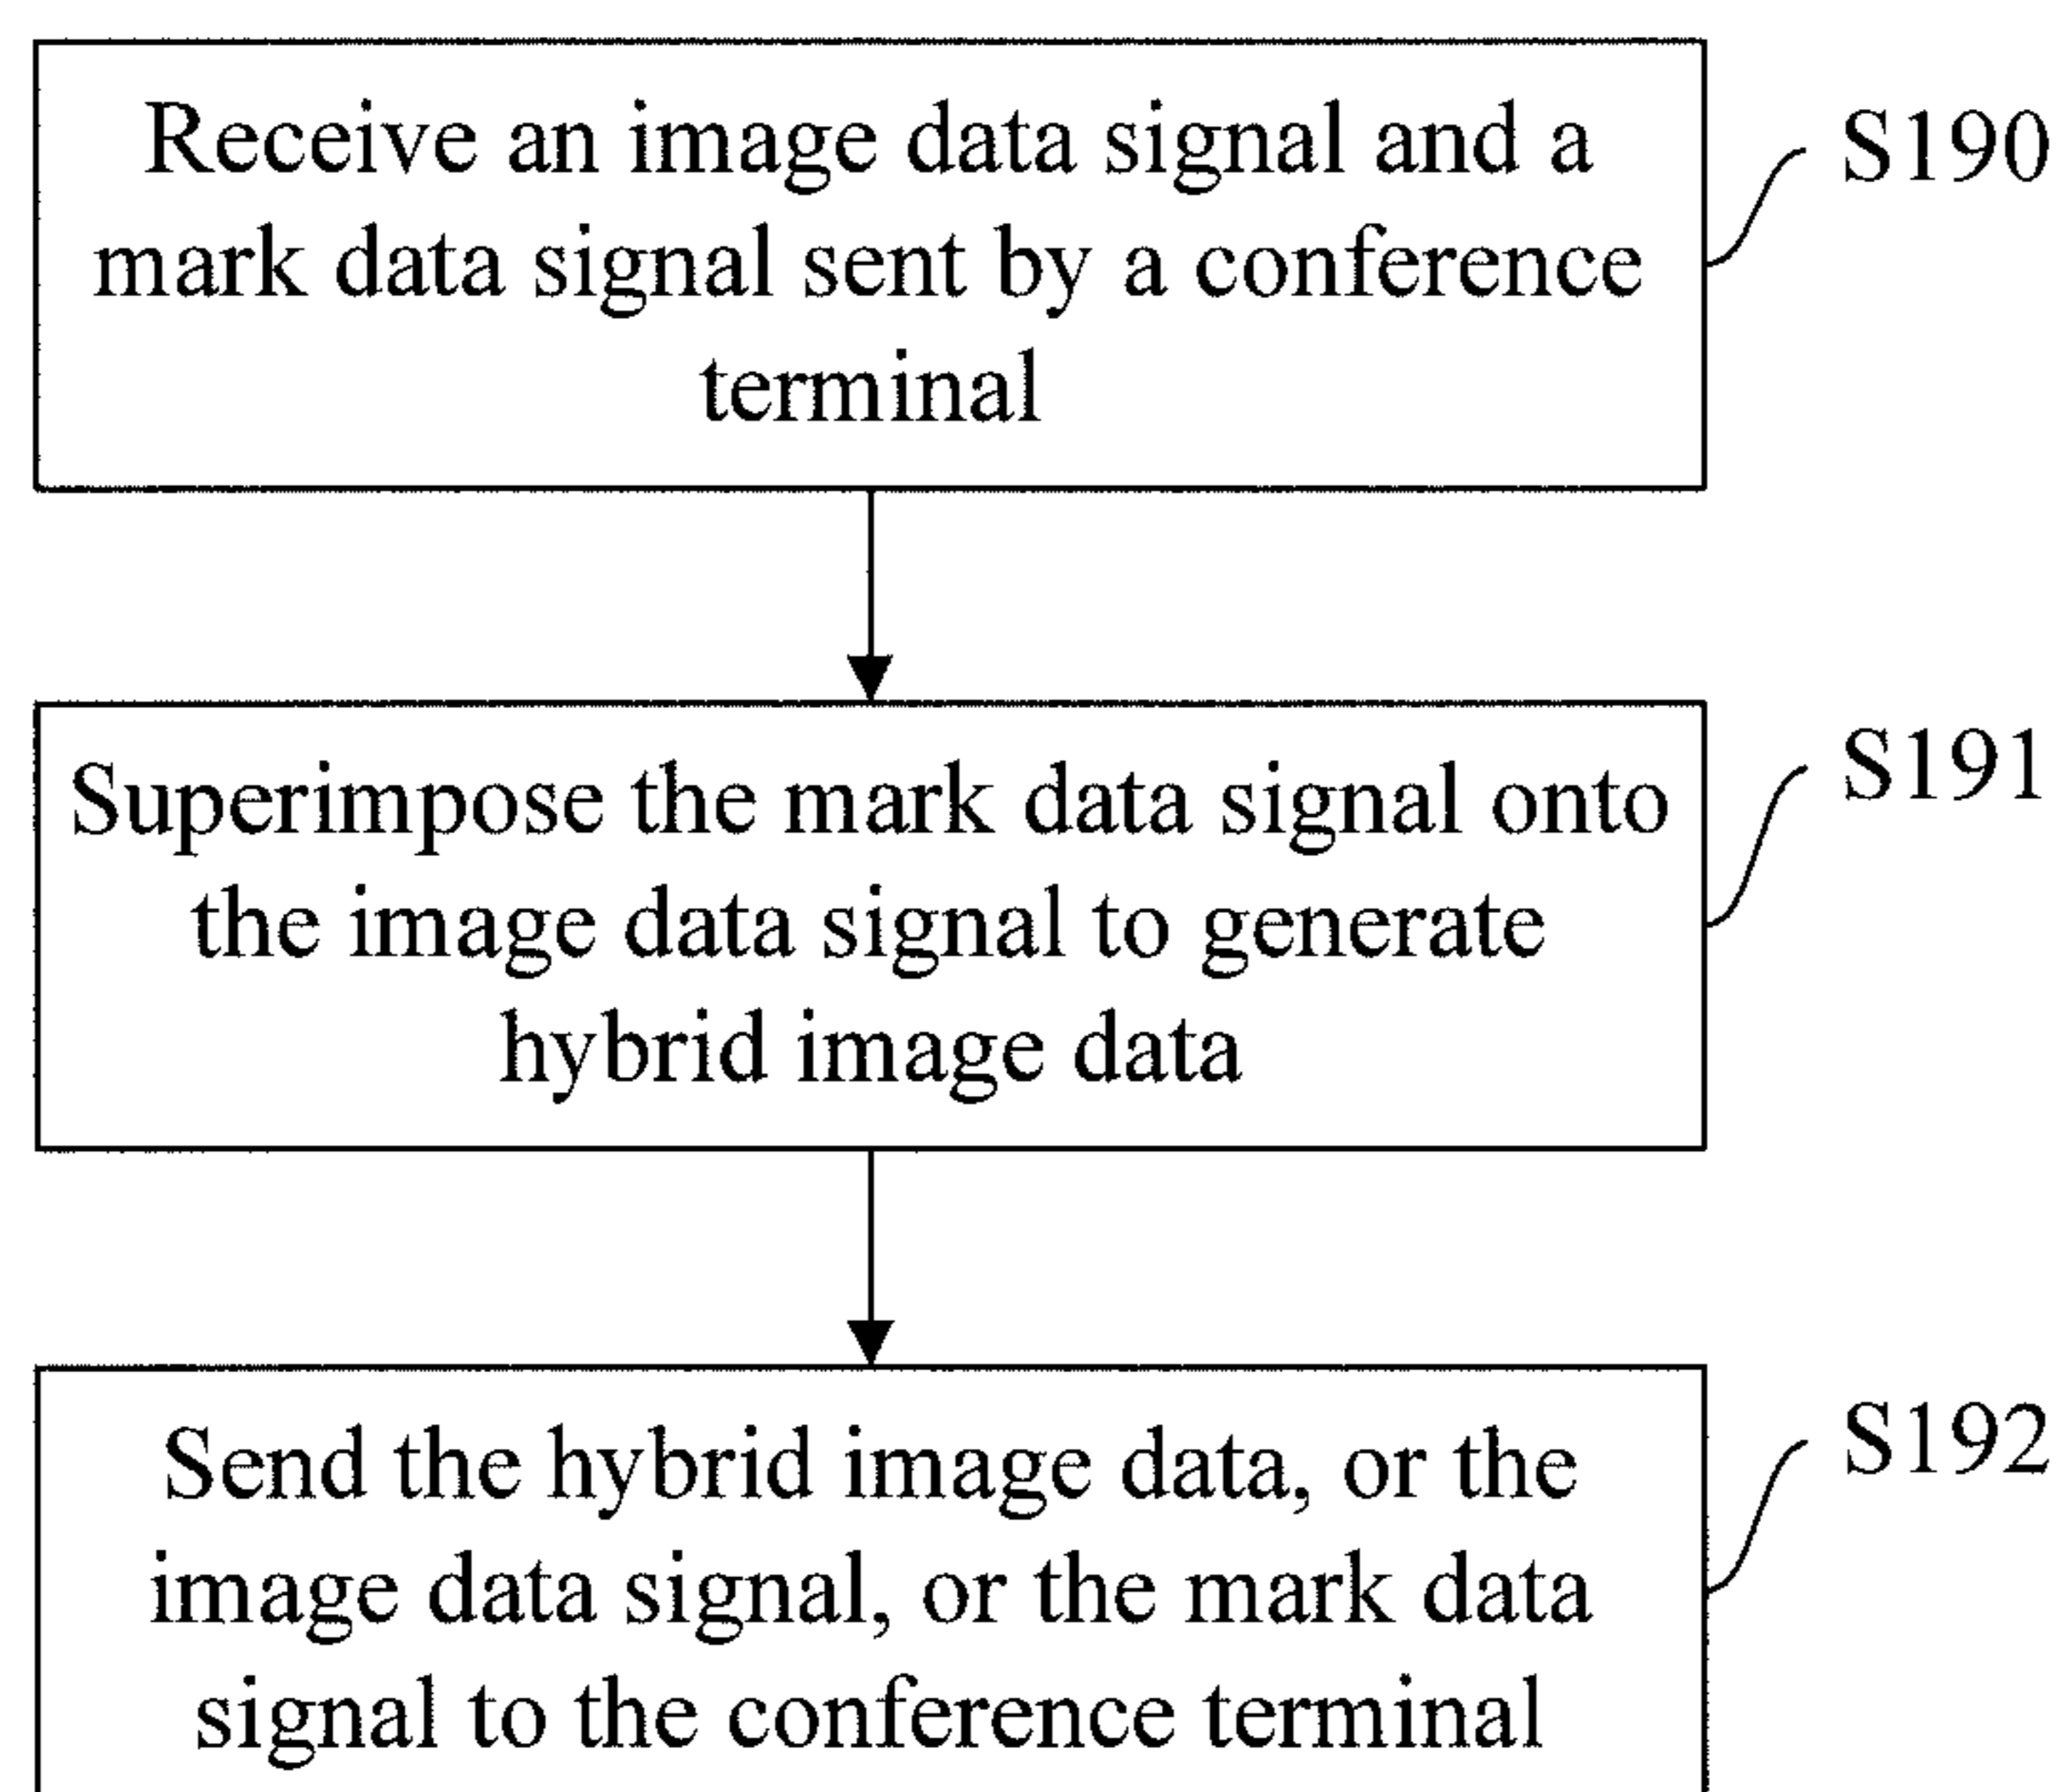 Receive an image data signal and a
mark data signal sent by a conference
terminal
S190
Superimpose the mark data signal onto
the image data signal to generate
hybrid image data
S191
Send the hybrid image data, or the
image data signal, or the mark data
signal to the conference terminal
S192